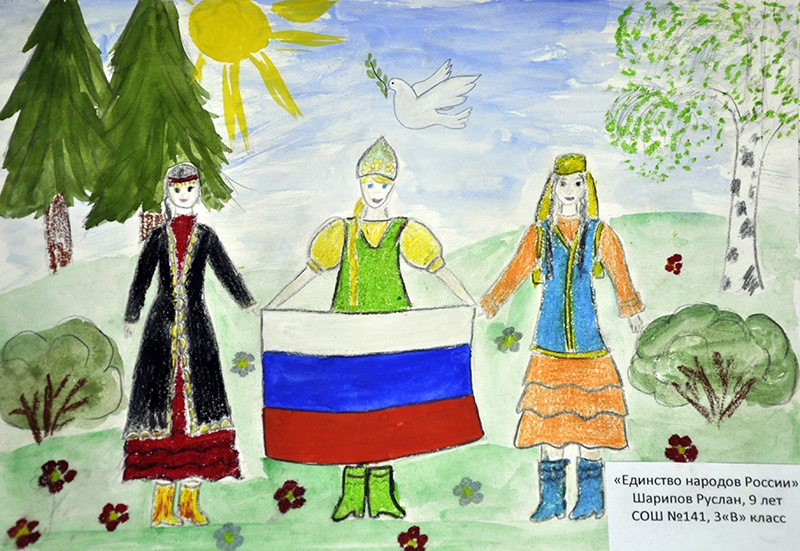 «Единство народов России»
Шарипов Руслан, 9 лет
СОШ №141, 3«В» класс